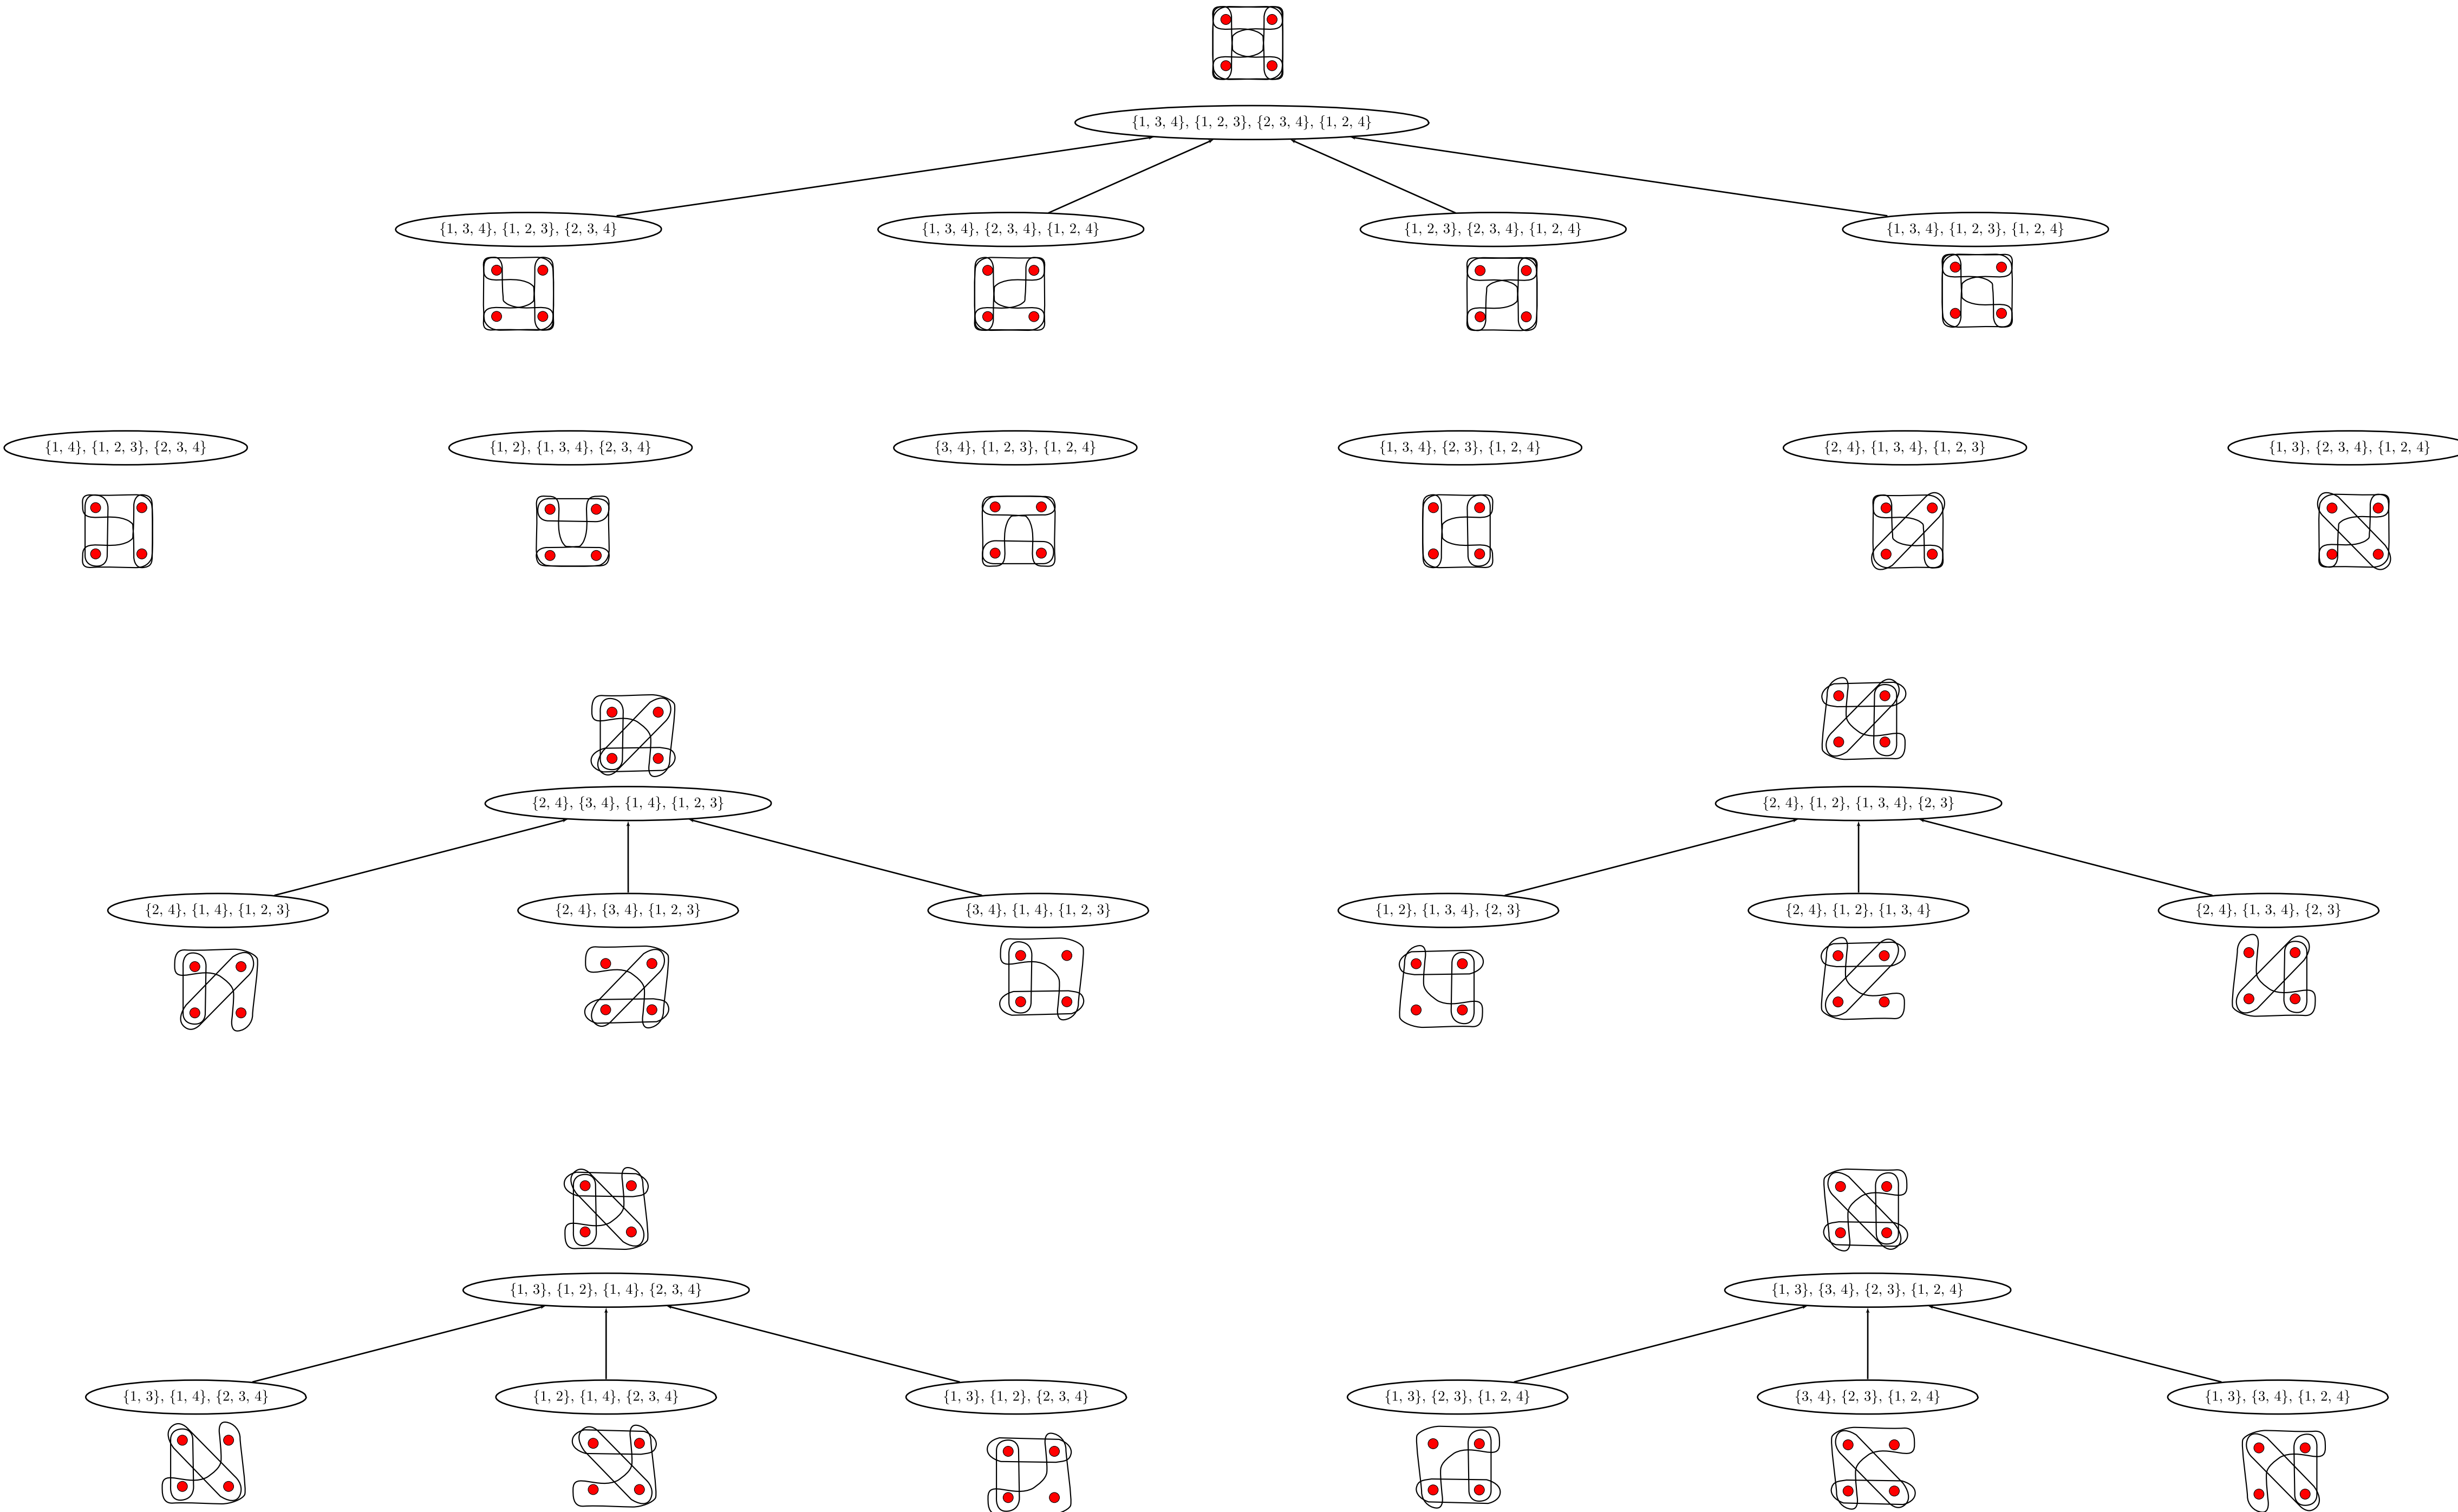 {1, 3, 4}, {1, 2, 3}, {2, 3, 4}, {1, 2, 4}
{1, 3, 4}, {1, 2, 3}, {2, 3, 4}
{1, 3, 4}, {2, 3, 4}, {1, 2, 4}
{1, 2, 3}, {2, 3, 4}, {1, 2, 4}
{1, 3, 4}, {1, 2, 3}, {1, 2, 4}
{1, 4}, {1, 2, 3}, {2, 3, 4}
{1, 2}, {1, 3, 4}, {2, 3, 4}
{3, 4}, {1, 2, 3}, {1, 2, 4}
{1, 3, 4}, {2, 3}, {1, 2, 4}
{2, 4}, {1, 3, 4}, {1, 2, 3}
{1, 3}, {2, 3, 4}, {1, 2, 4}
{2, 4}, {3, 4}, {1, 4}, {1, 2, 3}
{2, 4}, {1, 2}, {1, 3, 4}, {2, 3}
{2, 4}, {1, 4}, {1, 2, 3}
{2, 4}, {3, 4}, {1, 2, 3}
{3, 4}, {1, 4}, {1, 2, 3}
{1, 2}, {1, 3, 4}, {2, 3}
{2, 4}, {1, 2}, {1, 3, 4}
{2, 4}, {1, 3, 4}, {2, 3}
{1, 3}, {1, 2}, {1, 4}, {2, 3, 4}
{1, 3}, {3, 4}, {2, 3}, {1, 2, 4}
{1, 3}, {1, 4}, {2, 3, 4}
{1, 2}, {1, 4}, {2, 3, 4}
{1, 3}, {1, 2}, {2, 3, 4}
{1, 3}, {2, 3}, {1, 2, 4}
{3, 4}, {2, 3}, {1, 2, 4}
{1, 3}, {3, 4}, {1, 2, 4}